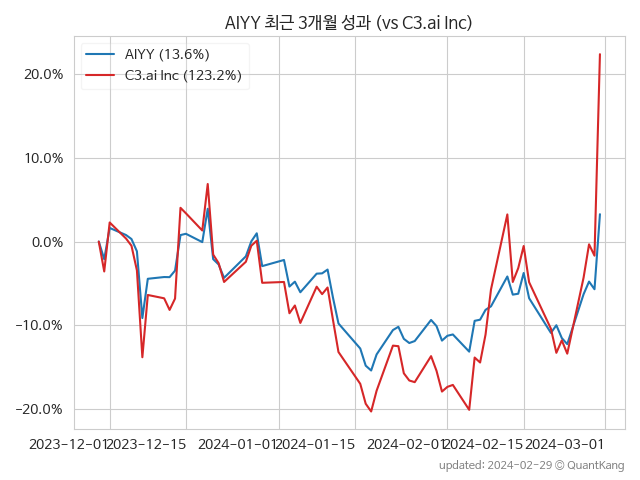 AIYY 최근 3개월 성과 (vs C3.ai Inc)
AIYY (13.6%)
C3.ai Inc (123.2%)
20.0%
10.0%
0.0%
−10.0%
−20.0%
2023−12−01 2023−12−15 2024−01−01 2024−01−15 2024−02−01 2024−02−15 2024−03−01
updated: 2024-02-29 © QuantKang